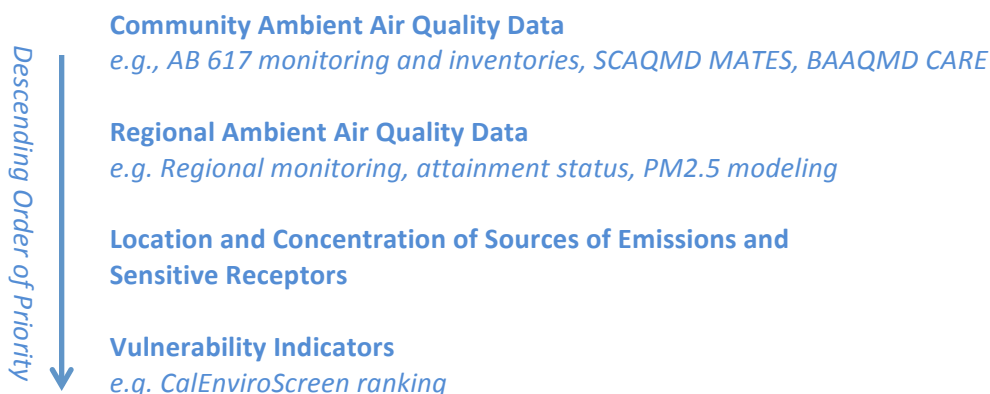 Descending Order of Priority
Community Ambient Air Quality Data
e.g., AB 617 monitoring and inventories, SCAQMD MATES, BAAQMD CARE
Regional Ambient Air Quality Data
e.g. Regional monitoring, attainment status, PM2.5 modeling
Location and Concentration of Sources of Emissions and
Sensitive Receptors
Vulnerability Indicators
e.g. CalEnviroScreen ranking